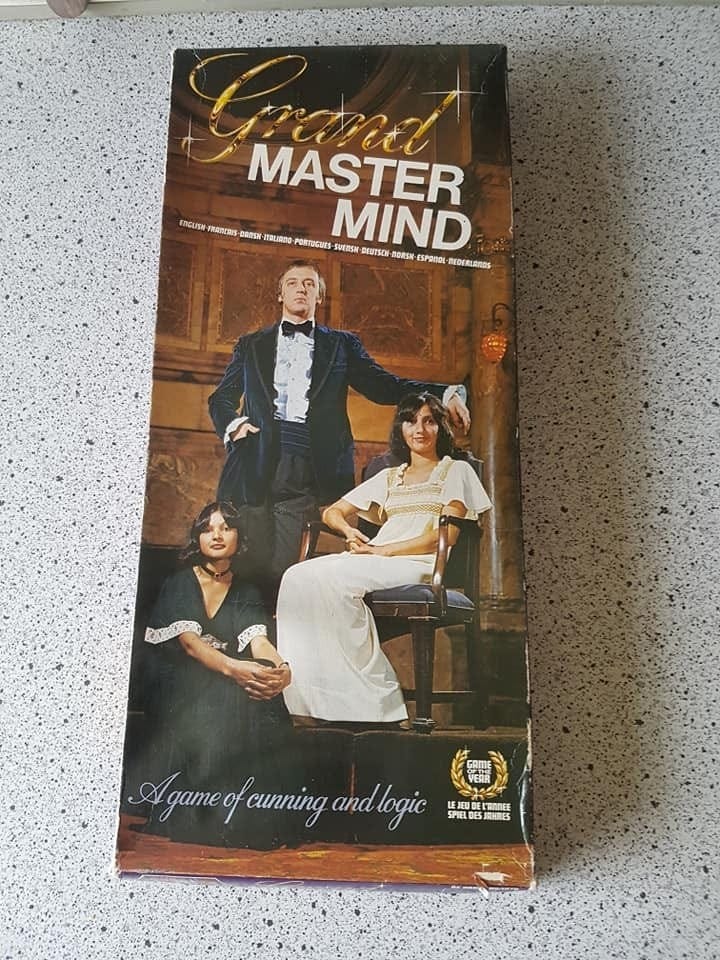 Grand
MASTER
MIND
ENGLISH·FRANCAIS·DANSK·ITALIANO·PORTUGUES·SVENSK·DEUTSCH·NORSK·ESPANOL·NEDERLANDS
GAME
OF THE
YEAR
LE JEU DE L'ANNEE
SPIEL DES JAHRES
A game of cunning and logic